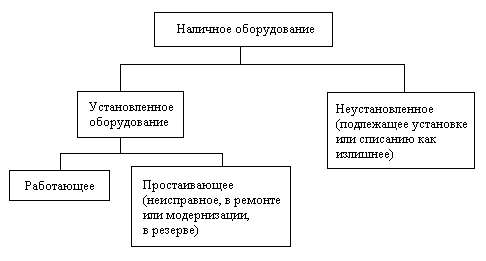 Наличное оборудование
Установленное
оборудование
Неустановленное
(подлежащее установке
или списанию как
излишнее)
Работающее
Простаивающее
(неисправное, в ремонте
или модернизации,
в резерве)